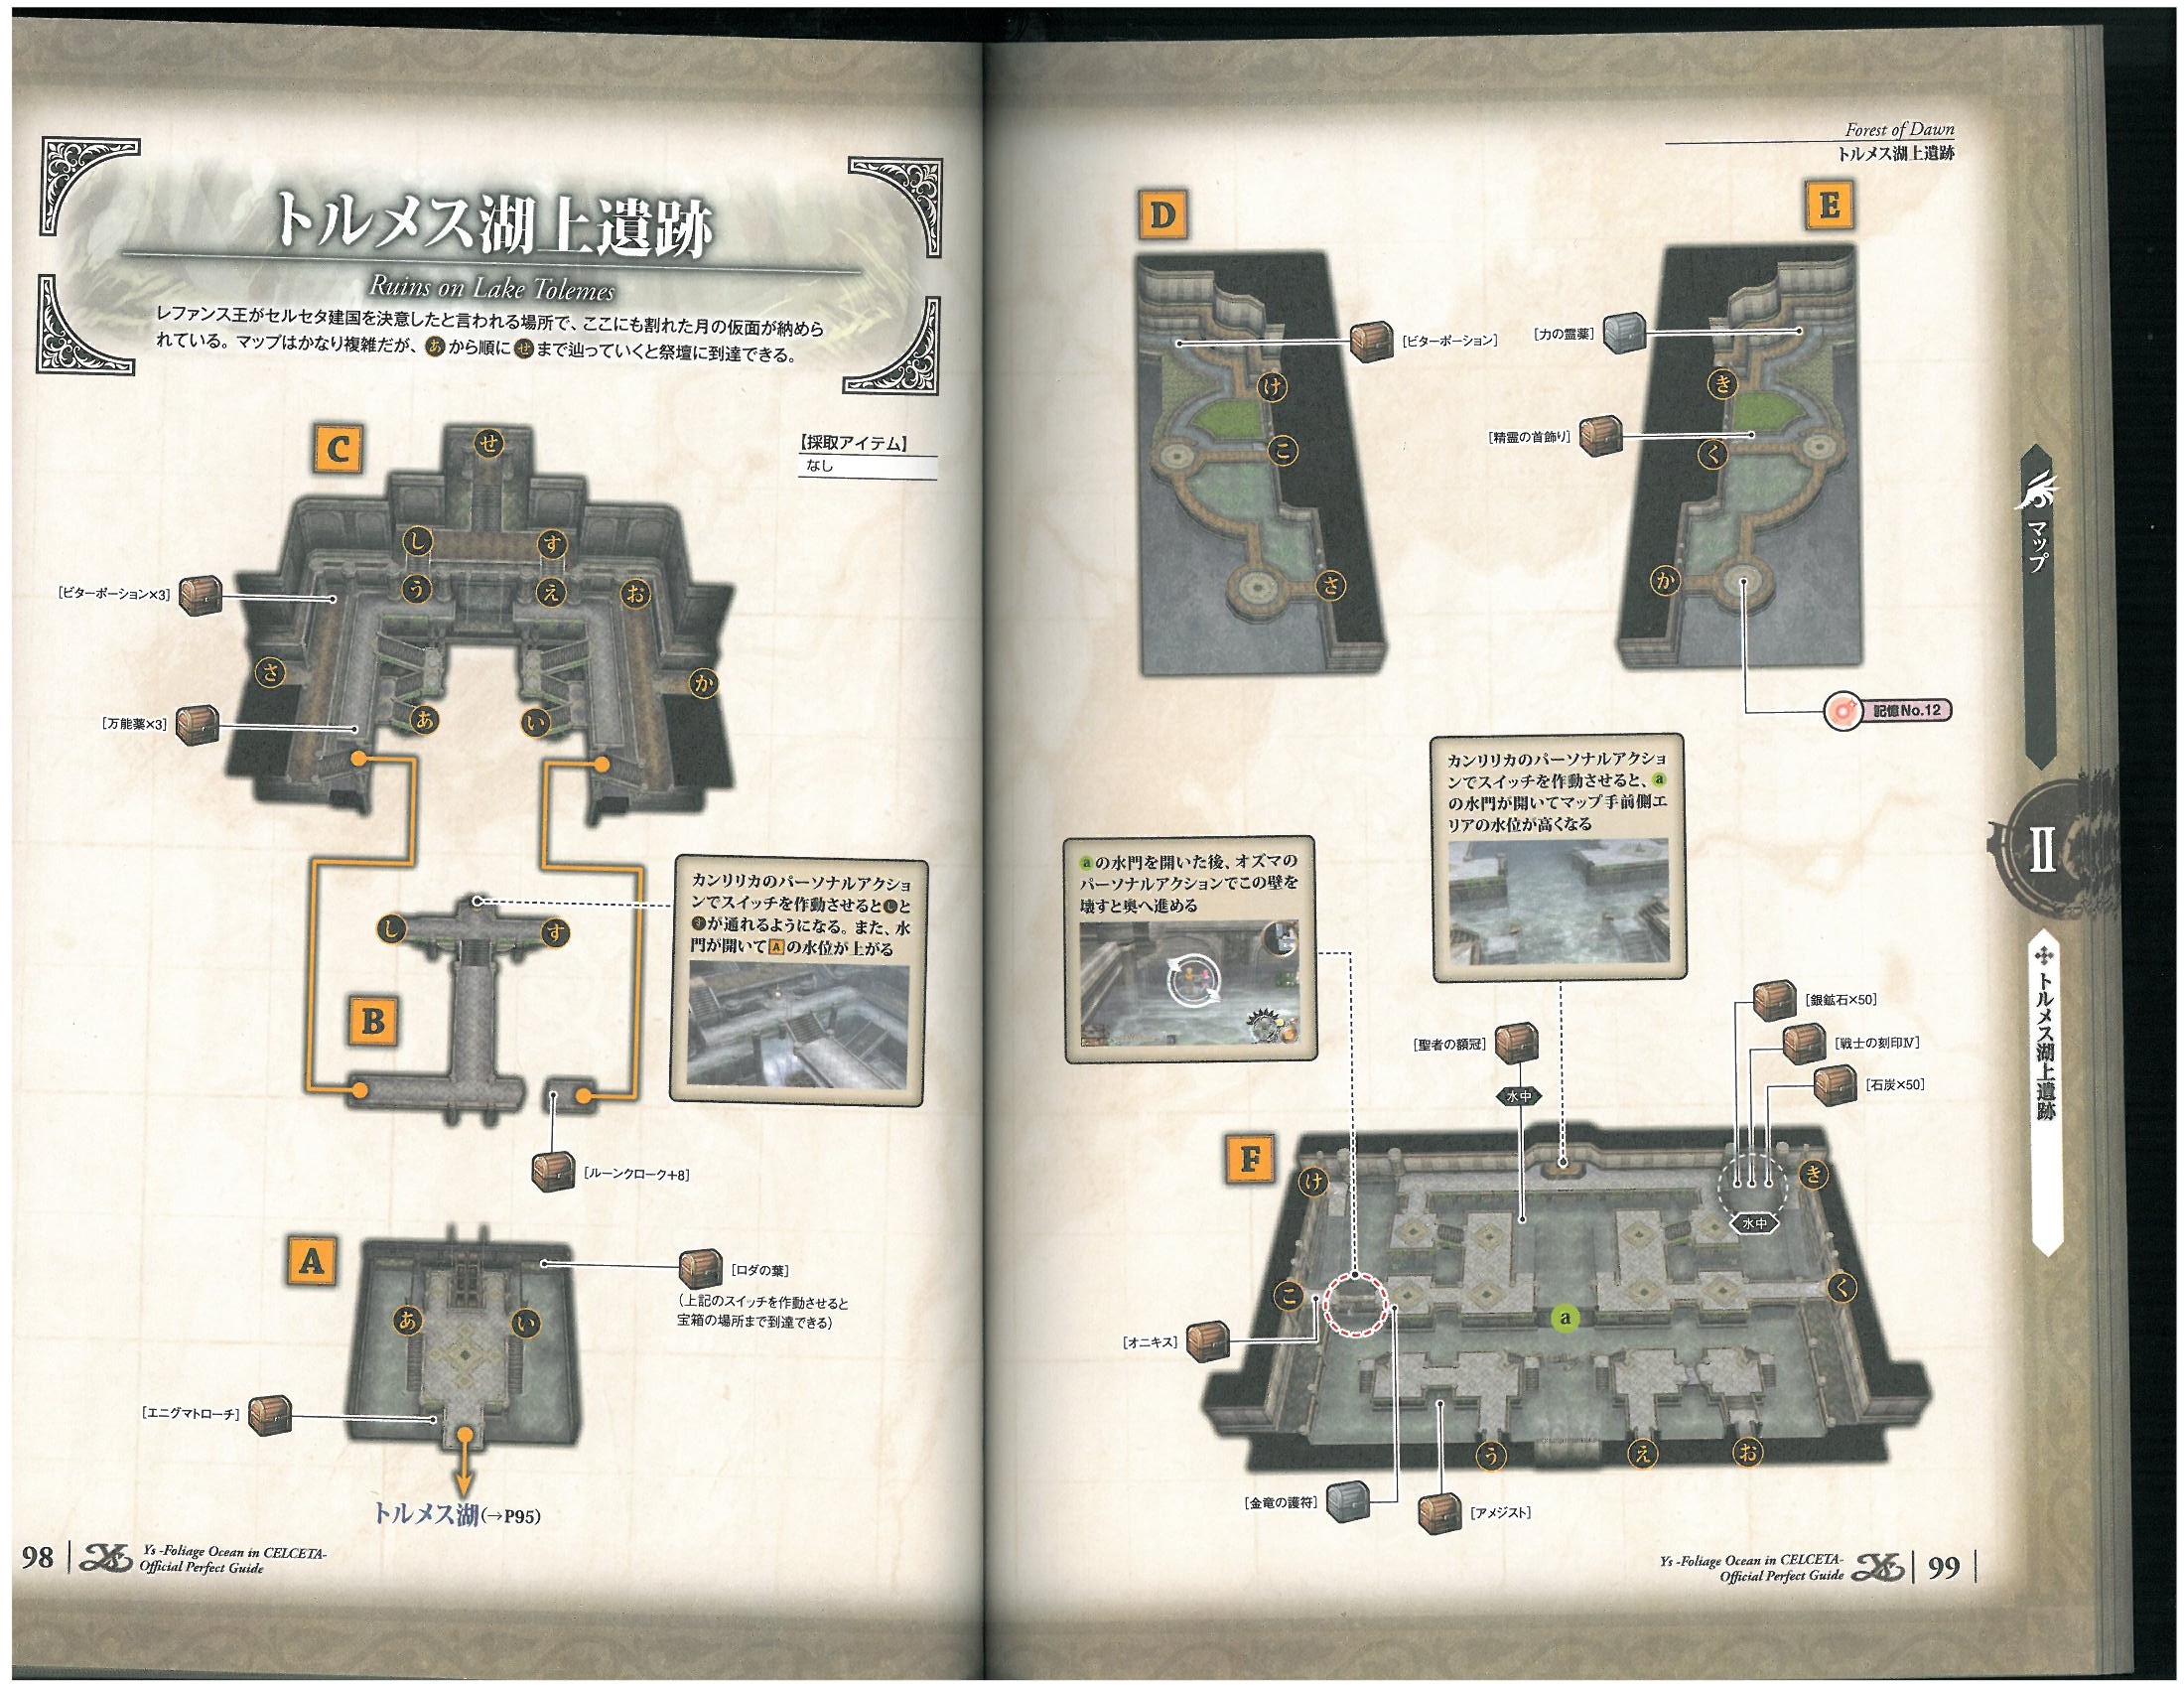 トルメス湖上遺跡
Ruins on Lake Tolemes
レファンス王がセルセタ建国を決意したと言われる場所で、ここにも割れた月の仮面が納めら
れている。マップはかなり複雑だが、あから順にせまで辿っていくと祭壇に到達できる。
【採取アイテム】
なし
C
せ
し
す
う
え
お
さ
か
あ
い
[ビターポーション×3]
[万能薬×3]
カンリリカのパーソナルアクショ
ンでスイッチを作動させるとしと
すが通れるようになる。また、水
門が開いてAの水位が上がる
し
す
B
[ルーンクローク+8]
A
あ
い
[ロダの葉]
(上記のスイッチを作動させると
宝箱の場所まで到達できる)
[エニグマトローチ]
トルメス湖(→P95)
98
Ys
Ys -Foliage Ocean in CELCETA-
Official Perfect Guide
Forest of Dawn
トルメス湖上遺跡
D
[ビターポーション]
け
こ
さ
E
[力の霊薬]
き
[精霊の首飾り]
く
か
記憶No.12
カンリリカのパーソナルアクショ
ンでスイッチを作動させると、a
の水門が開いてマップ手前側エ
リアの水位が高くなる
aの水門を開いた後、オズマの
パーソナルアクションでこの壁を
壊すと奥へ進める
[聖者の額冠]
水中
[銀鉱石×50]
[戦士の刻印Ⅳ]
[石炭×50]
F
け
き
水中
こ
く
a
[オニキス]
う
え
お
[金竜の護符]
[アメジスト]
マップ
Ⅱ
トルメス湖上遺跡
Ys -Foliage Ocean in CELCETA-
Official Perfect Guide
Ys
99